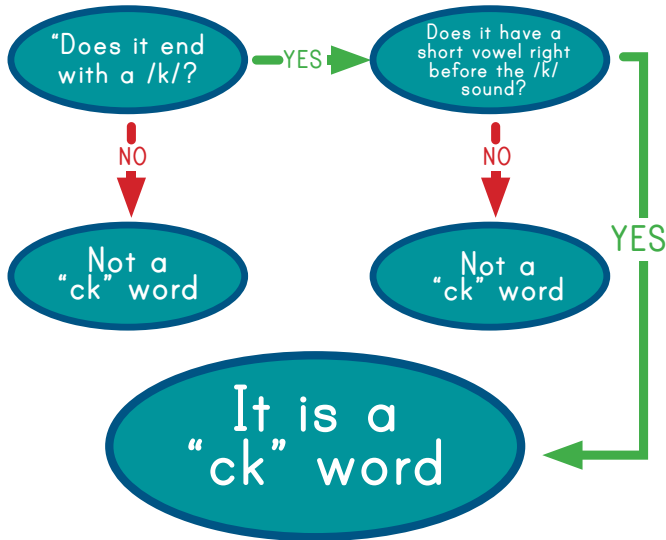 “Does it end
with a /k/?
YES
Does it have a
short vowel right
before the /k/
sound?
NO
NO
YES
Not a
“ck” word
Not a
“ck” word
It is a
“ck” word